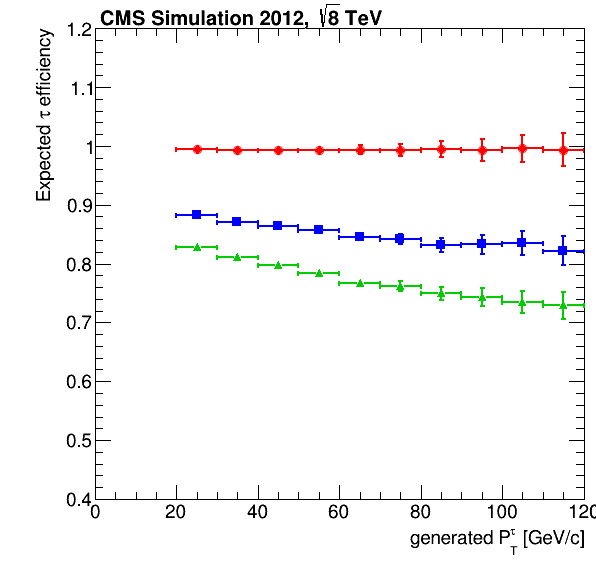 CMS Simulation 2012, √8 TeV
Expected τ efficiency
1.2
1.1
1
0.9
0.8
0.7
0.6
0.5
0.4
0 20 40 60 80 100 120
generated P_T^τ [GeV/c]